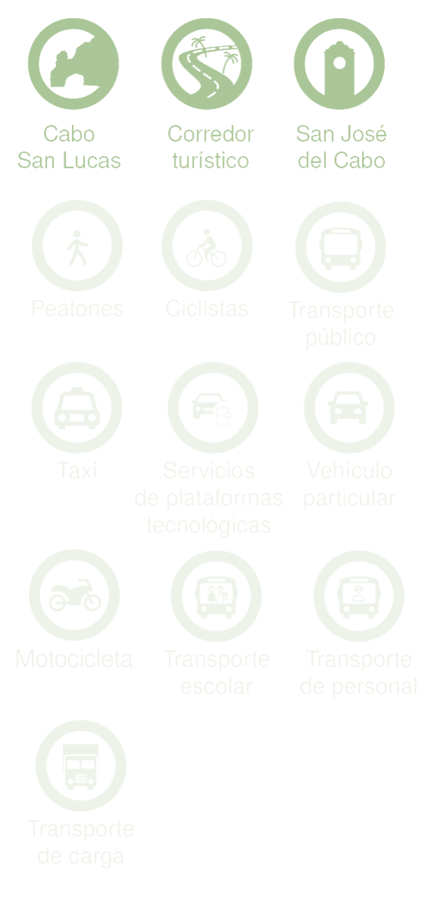 Cabo
San Lucas
Corredor
turístico
San José
del Cabo
Peatones
Ciclistas
Transporte
público
Taxi
Servicios
de plataformas
tecnológicas
Vehículo
particular
Motocicleta
Transporte
escolar
Transporte
de personal
Transporte
de carga